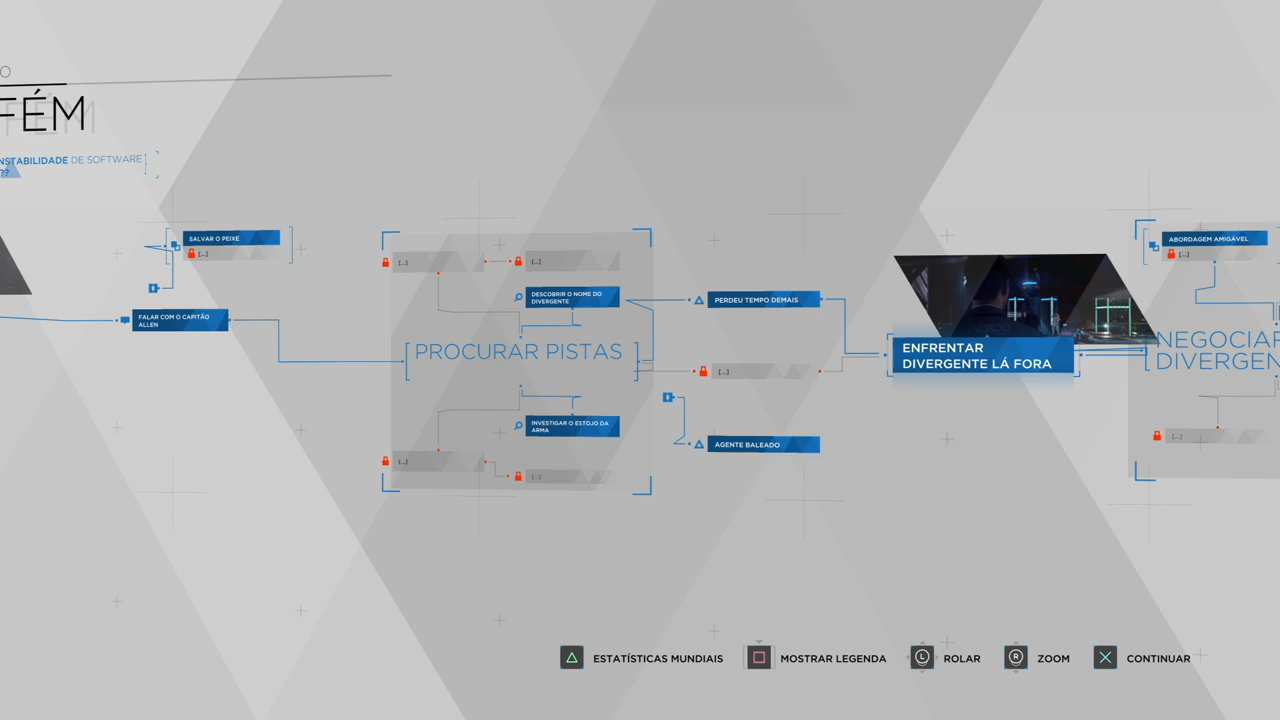 O
FÉM
NSTABILIDADE DE SOFTWARE
??
SALVAR O PEIXE
[...]
FALAR COM O CAPITÃO
ALLEN
[...]
[...]
DESCOBRIR O NOME DO
DIVERGENTE
PROCURAR PISTAS
INVESTIGAR O ESTOJO DA
ARMA
[...]
[...]
PERDEU TEMPO DEMAIS
[...]
AGENTE BALEADO
ENFRENTAR
DIVERGENTE LÁ FORA
ABORDAGEM AMIGÁVEL
[...]
NEGOCIAR
DIVERGEN
[...]
ESTATÍSTICAS MUNDIAIS
MOSTRAR LEGENDA
L
ROLAR
R
ZOOM
CONTINUAR